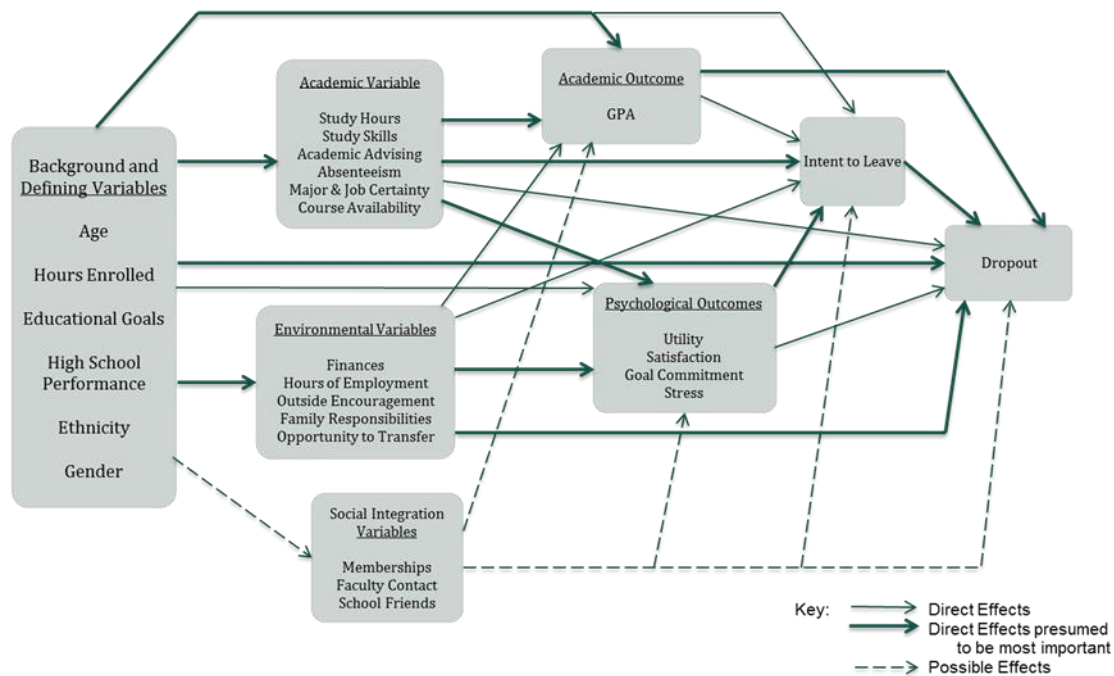 Background and
Defining Variables
Age
Hours Enrolled
Educational Goals
High School
Performance
Ethnicity
Gender
Academic Variable
Study Hours
Study Skills
Academic Advising
Absenteeism
Major & Job Certainty
Course Availability
Environmental Variables
Finances
Hours of Employment
Outside Encouragement
Family Responsibilities
Opportunity to Transfer
Social Integration
Variables
Memberships
Faculty Contact
School Friends
Academic Outcome
GPA
Psychological Outcomes
Utility
Satisfaction
Goal Commitment
Stress
Intent to Leave
Dropout
Key:
Direct Effects
Direct Effects presumed
to be most important
Possible Effects